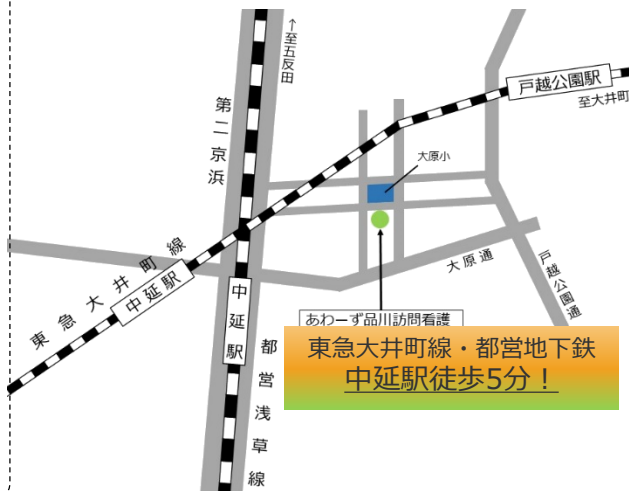 ←至五反田
戸越公園駅
至大井町
第二京浜
大原小
東急大井町線
中延駅
大原通
戸越公園通
中延駅
都営浅草線
あわーず品川訪問看護
東急大井町線・都営地下鉄
中延駅徒歩5分！